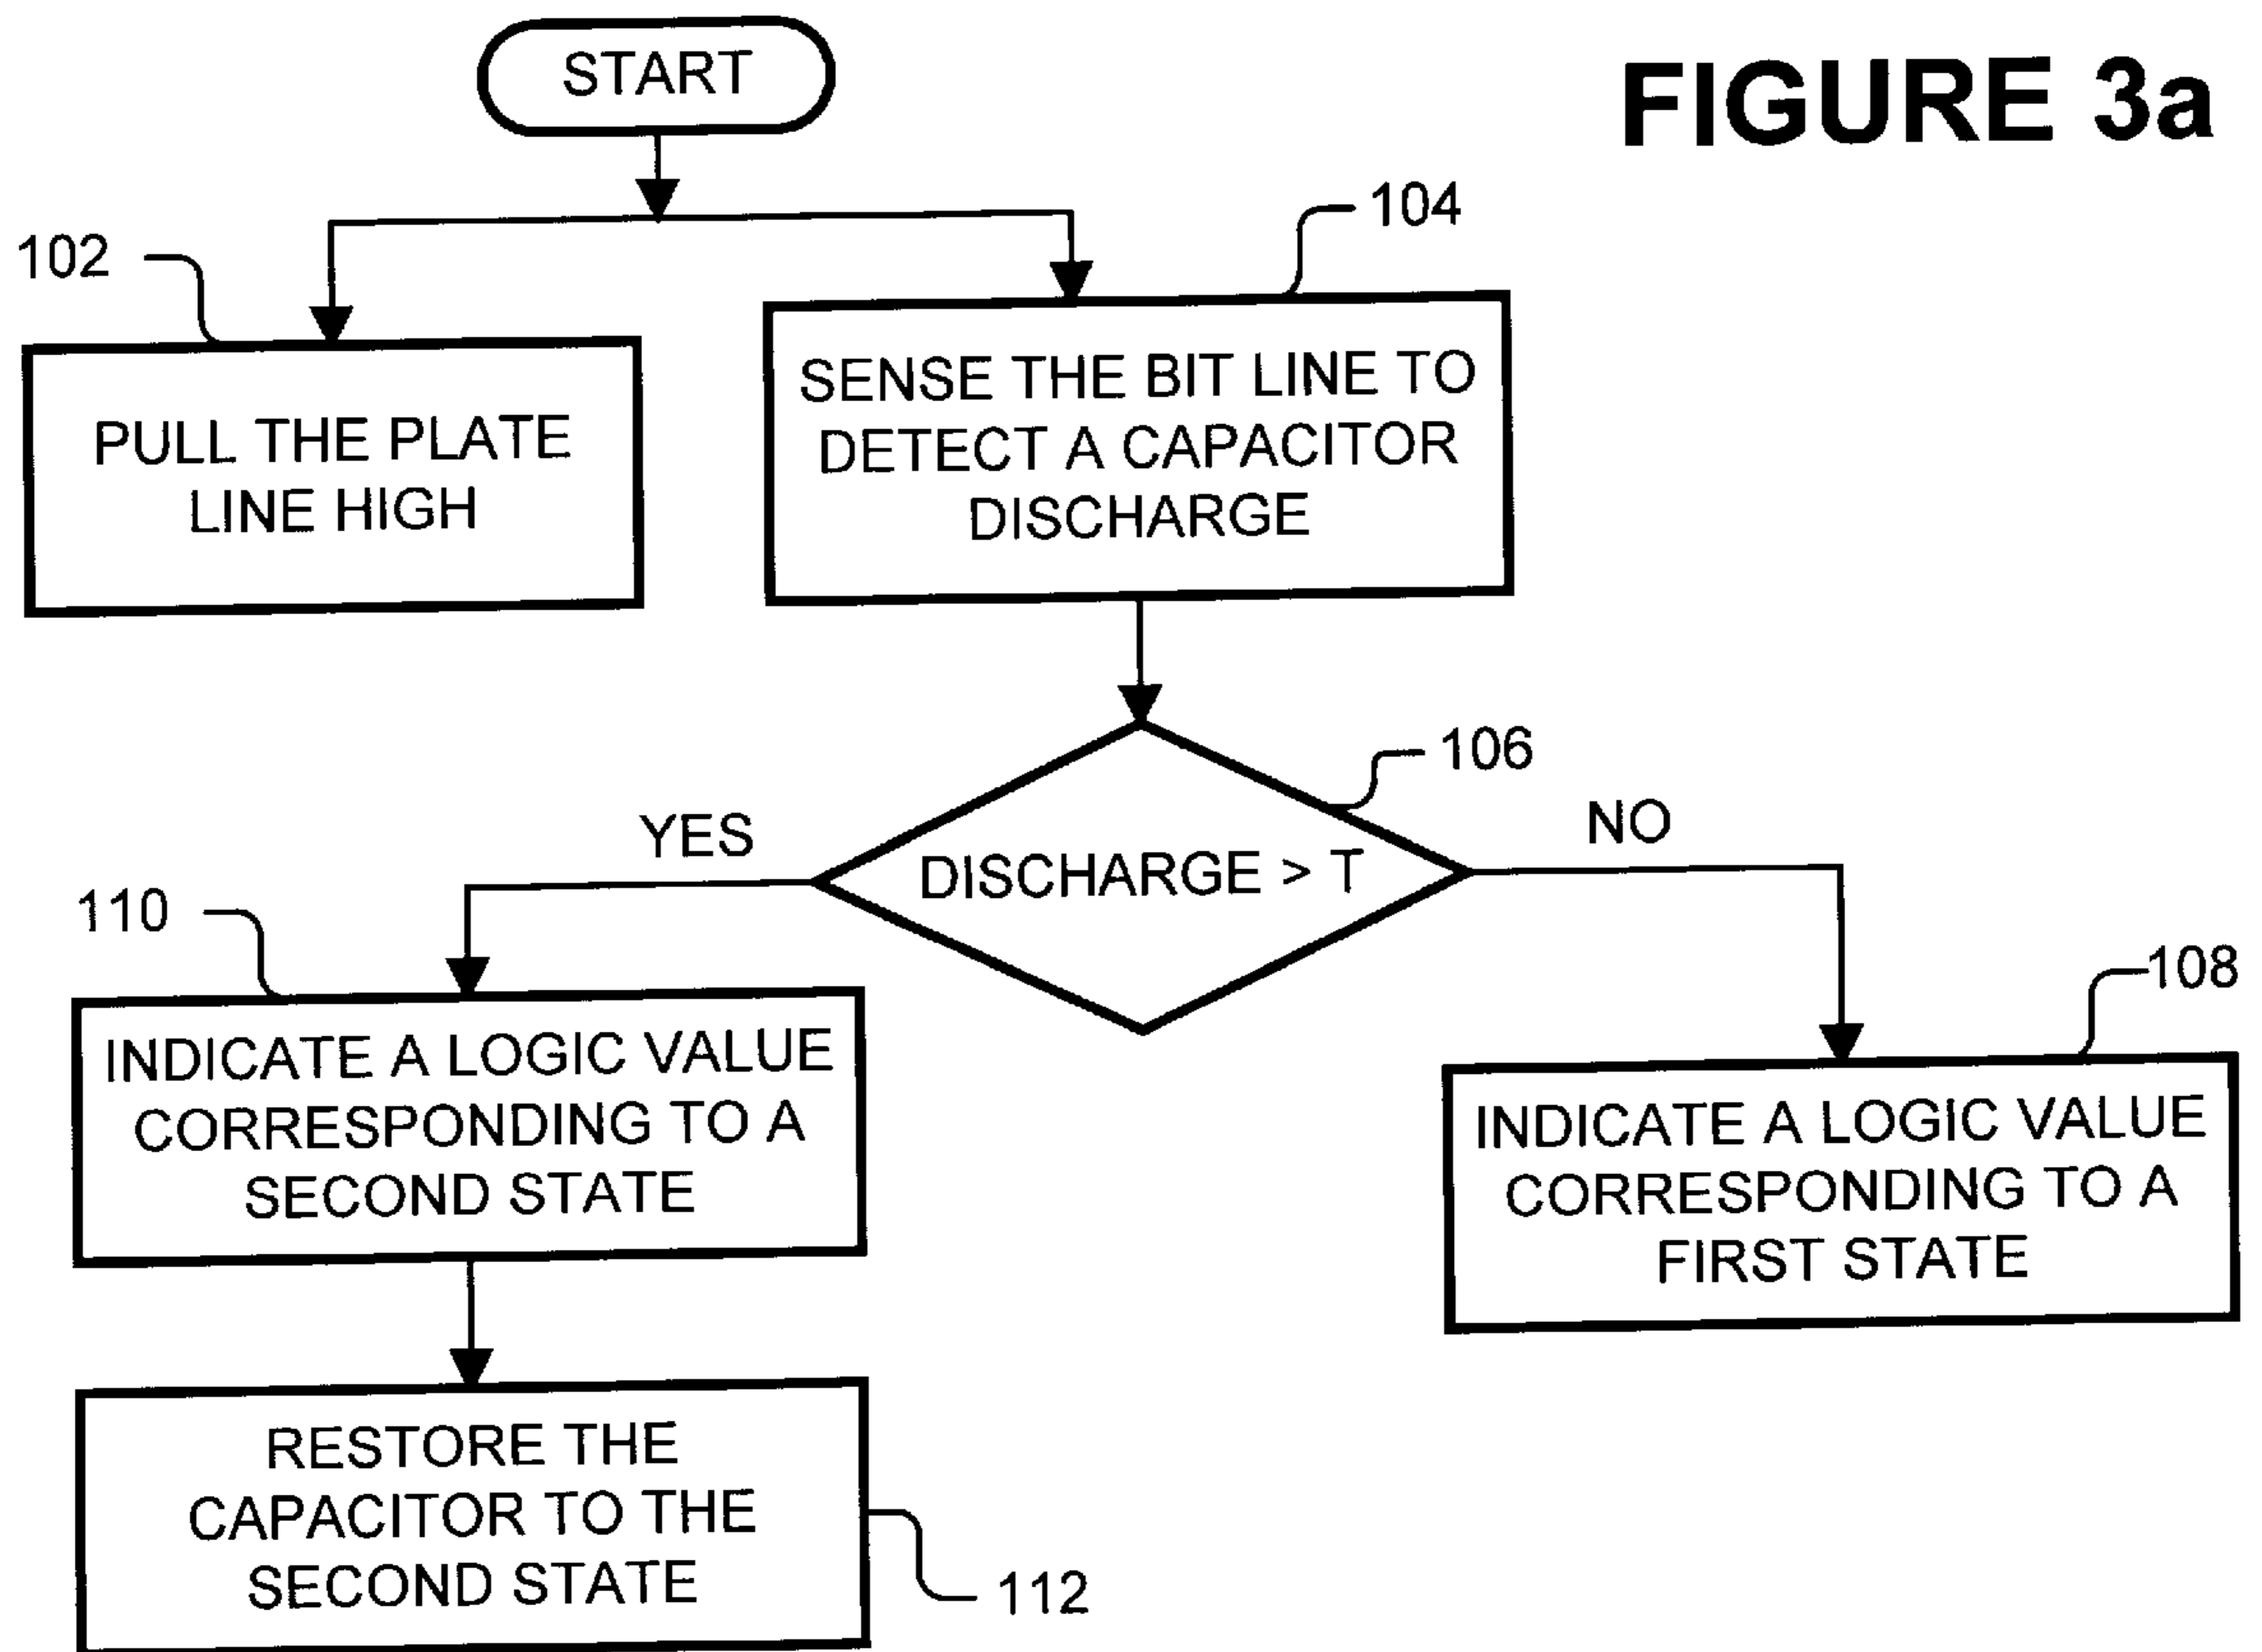 START
FIGURE 3a
102
104
PULL THE PLATE
LINE HIGH
SENSE THE BIT LINE TO
DETECT A CAPACITOR
DISCHARGE
106
YES
DISCHARGE > T
NO
110
108
INDICATE A LOGIC VALUE
CORRESPONDING TO A
SECOND STATE
INDICATE A LOGIC VALUE
CORRESPONDING TO A
FIRST STATE
RESTORE THE
CAPACITOR TO THE
SECOND STATE
112